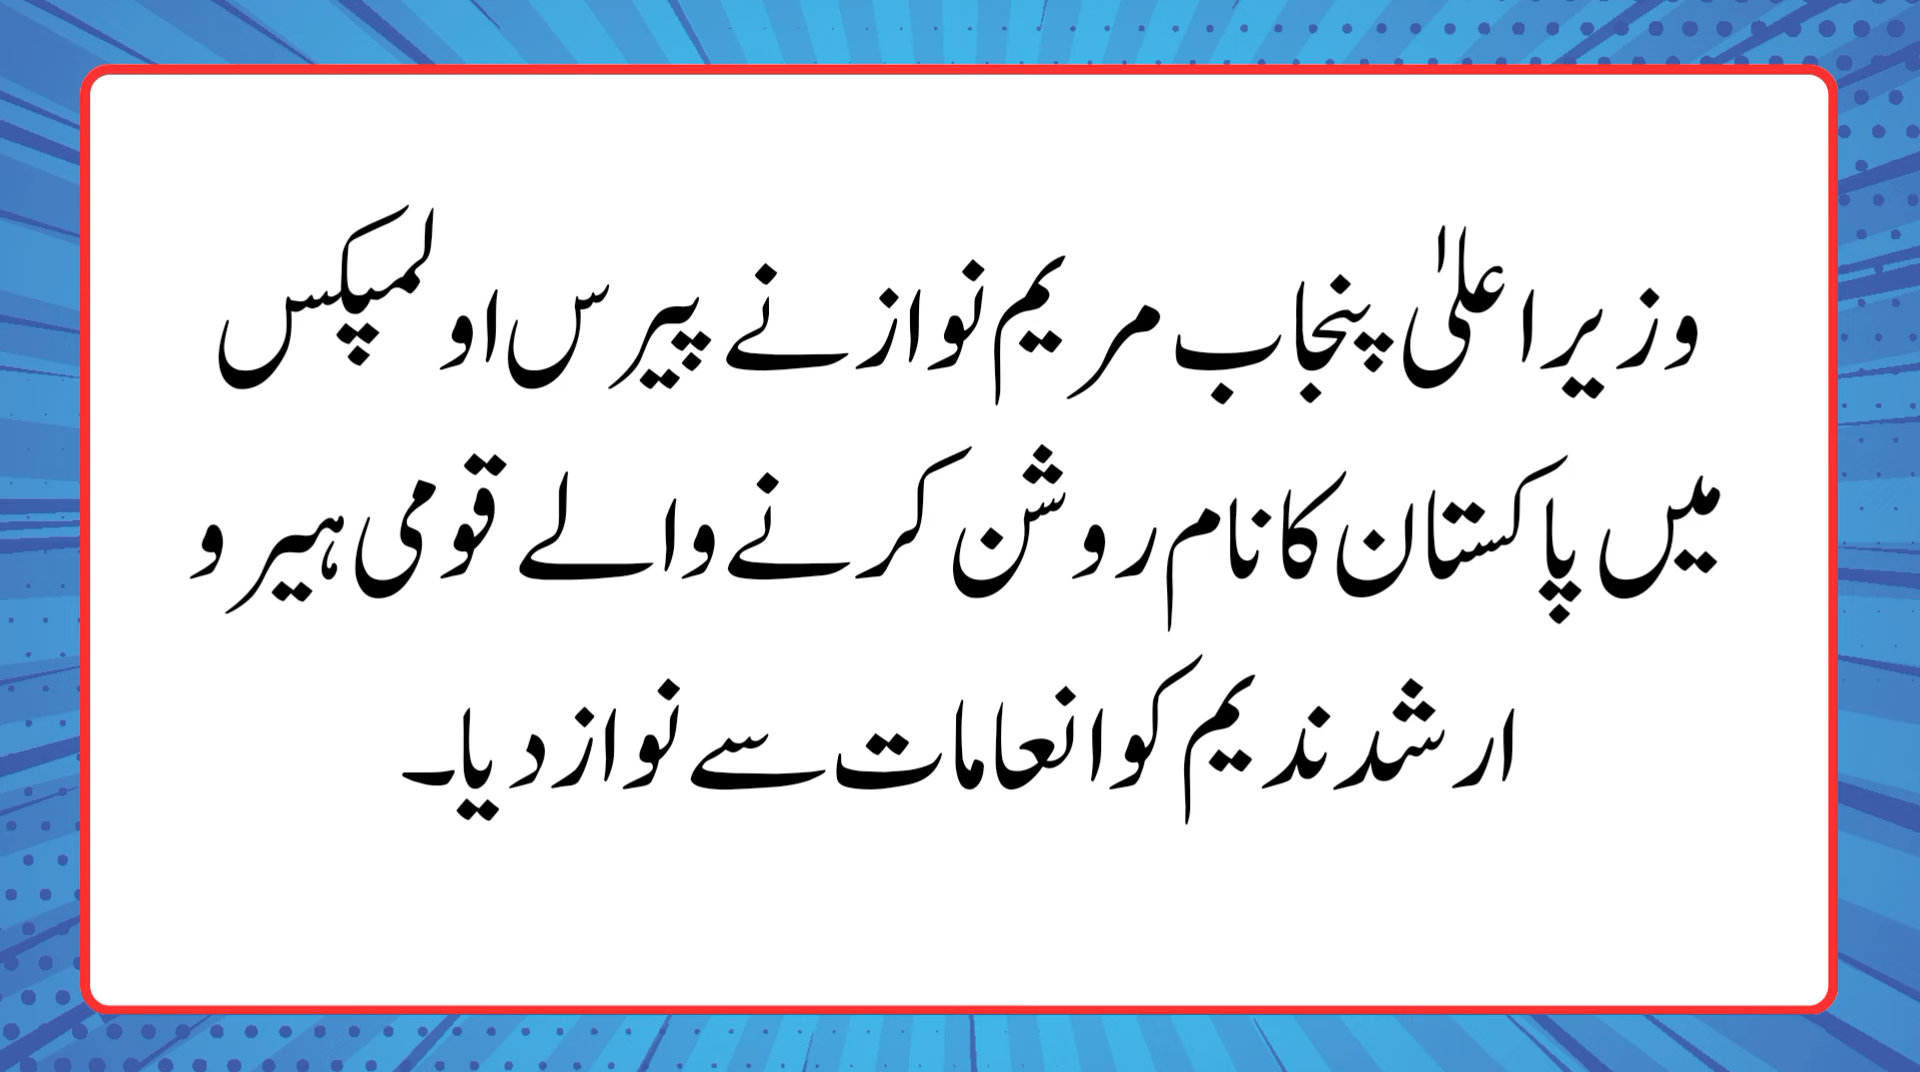 وزیراعلیٰ پنجاب مریم نواز نے پیرس اولمپکس
میں پاکستان کا نام روشن کرنے والے قومی ہیرو
ارشد ندیم کو انعامات سے نواز دیا۔